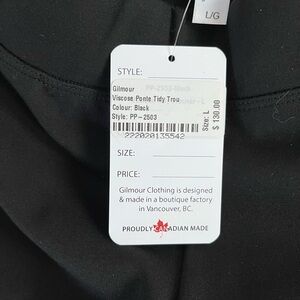 L/G
STYLE:
Gilmour
Viscose Ponte Tidy Trou
Colour: Black
Style: PP-2503
Size: L
$ 130.00
222020135542
SIZE:
PRICE:
Gilmour Clothing is designed
& made in a boutique factory
in Vancouver, BC.
PROUDLY CANADIAN MADE